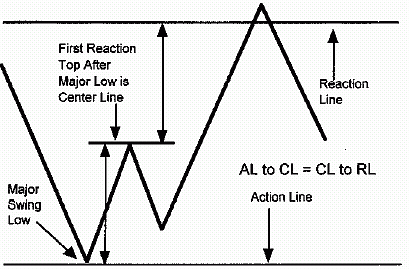 First Reaction
Top After
Major Low is
Center Line
Reaction
Line
AL to CL = CL to RL
Major
Swing
Low
Action Line